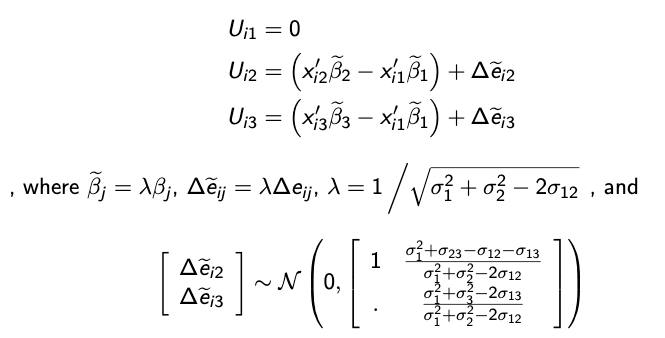 U_{i1} = 0
U_{i2} = (x'_{i2}β̃_2 − x'_{i1}β̃_1) + Δẽ_{i2}
U_{i3} = (x'_{i3}β̃_3 − x'_{i1}β̃_1) + Δẽ_{i3}
, where β̃_j = λβ_j, Δẽ_{ij} = λΔe_{ij}, λ = 1 / √(σ_1^2 + σ_2^2 − 2σ_{12}) , and
[Δẽ_{i2} ; Δẽ_{i3}] ∼ N(0, [1 , (σ_1^2+σ_{23}−σ_{12}−σ_{13})/(σ_1^2+σ_2^2−2σ_{12}) ; . , (σ_1^2+σ_3^2−2σ_{13})/(σ_1^2+σ_2^2−2σ_{12})])